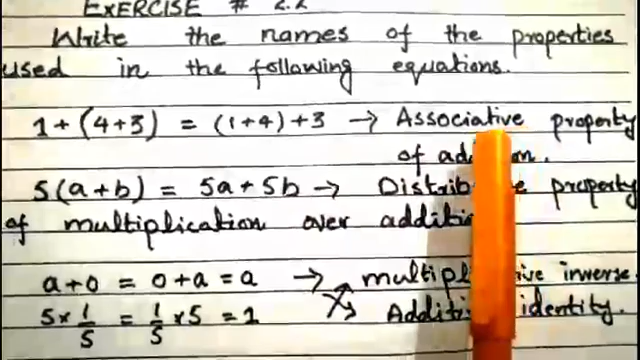 EXERCISE # 2.2
Write the names of the properties
used in the following equations.
1 + (4+3) = (1+4) + 3 → Associative property
of
5(a+b) = 5a + 5b → property
of multiplication over
a+0 = 0+a = a → inverse
5 × 1/5 = 1/5 × 5 = 1 identity.